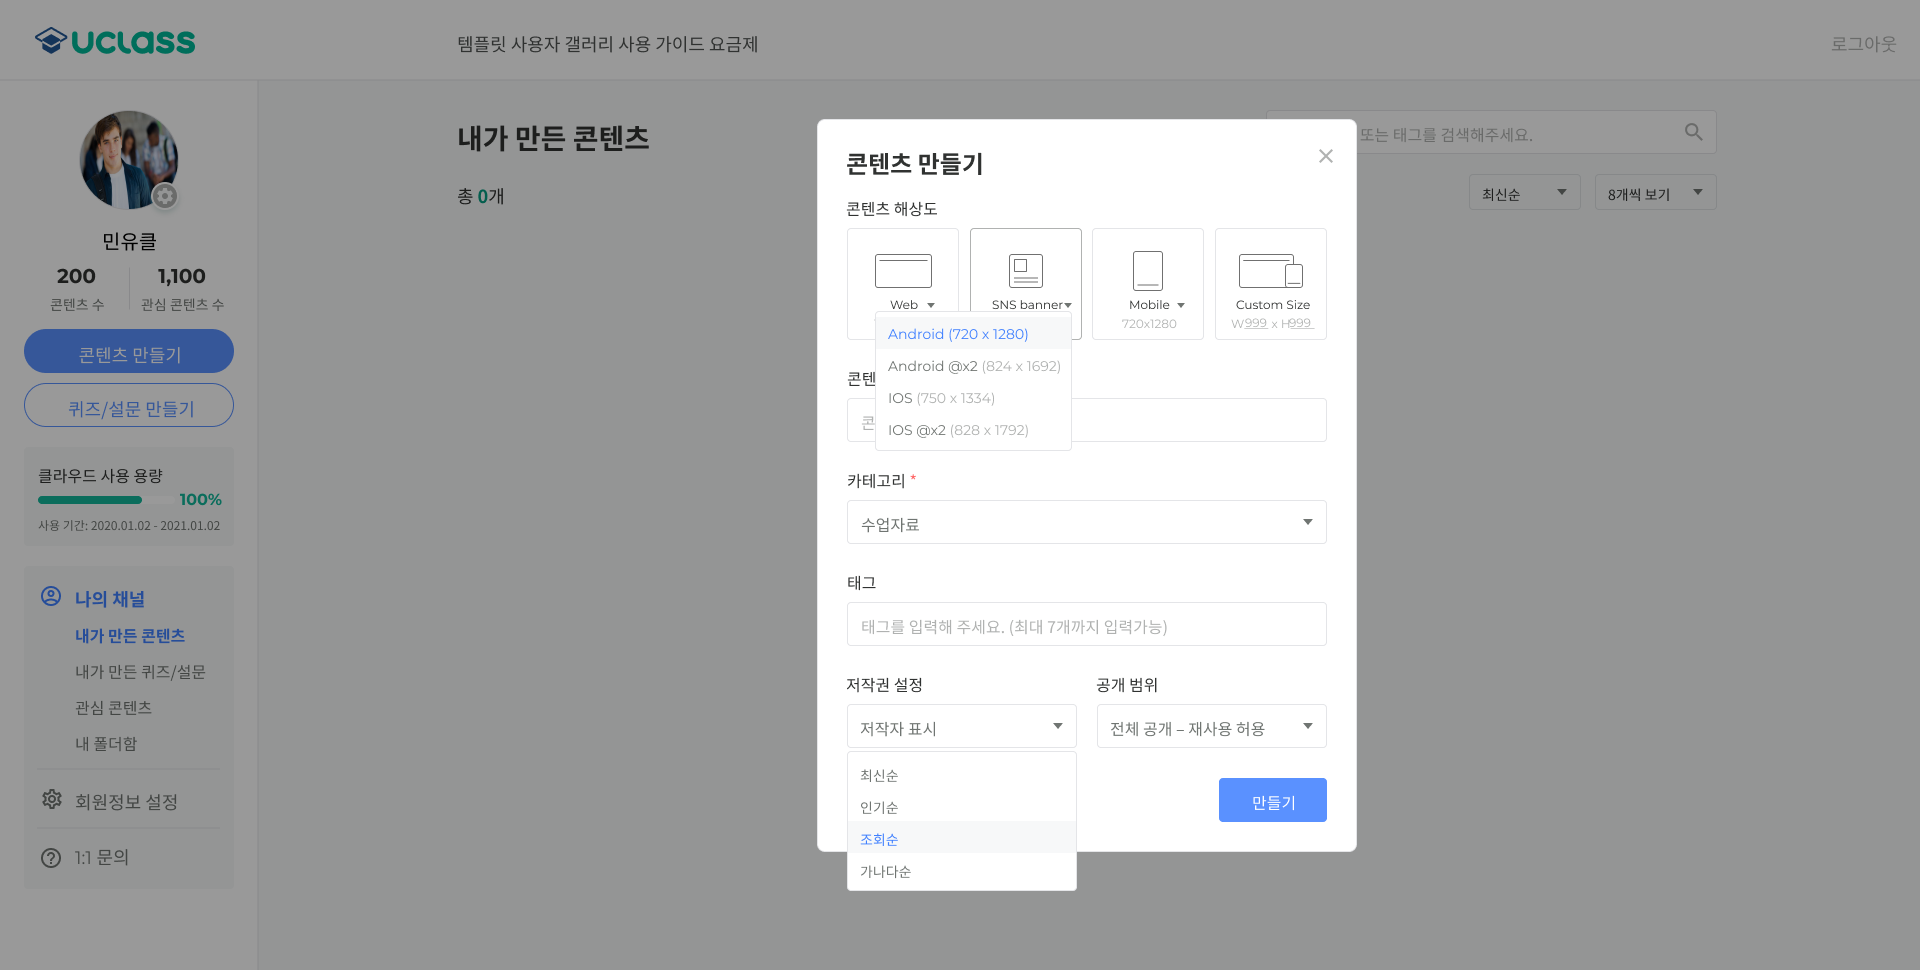 UCLASS
템플릿 사용자 갤러리 사용 가이드 요금제
로그아웃
민유클
200
1,100
콘텐츠 수
관심 콘텐츠 수
콘텐츠 만들기
퀴즈/설문 만들기
클라우드 사용 용량
100%
사용 기간: 2020.01.02 - 2021.01.02
나의 채널
내가 만든 콘텐츠
내가 만든 퀴즈/설문
관심 콘텐츠
내 폴더함
회원정보 설정
1:1 문의
내가 만든 콘텐츠
총 0개
또는 태그를 검색해주세요.
최신순
8개씩 보기
콘텐츠 만들기
콘텐츠 해상도
Web
SNS banner
Mobile
720x1280
Custom Size
W999 x H999
Android (720 x 1280)
Android @x2 (824 x 1692)
IOS (750 x 1334)
IOS @x2 (828 x 1792)
콘텐
콘
카테고리 *
수업자료
태그
태그를 입력해 주세요. (최대 7개까지 입력가능)
저작권 설정
공개 범위
저작자 표시
전체 공개 – 재사용 허용
최신순
인기순
조회순
가나다순
만들기